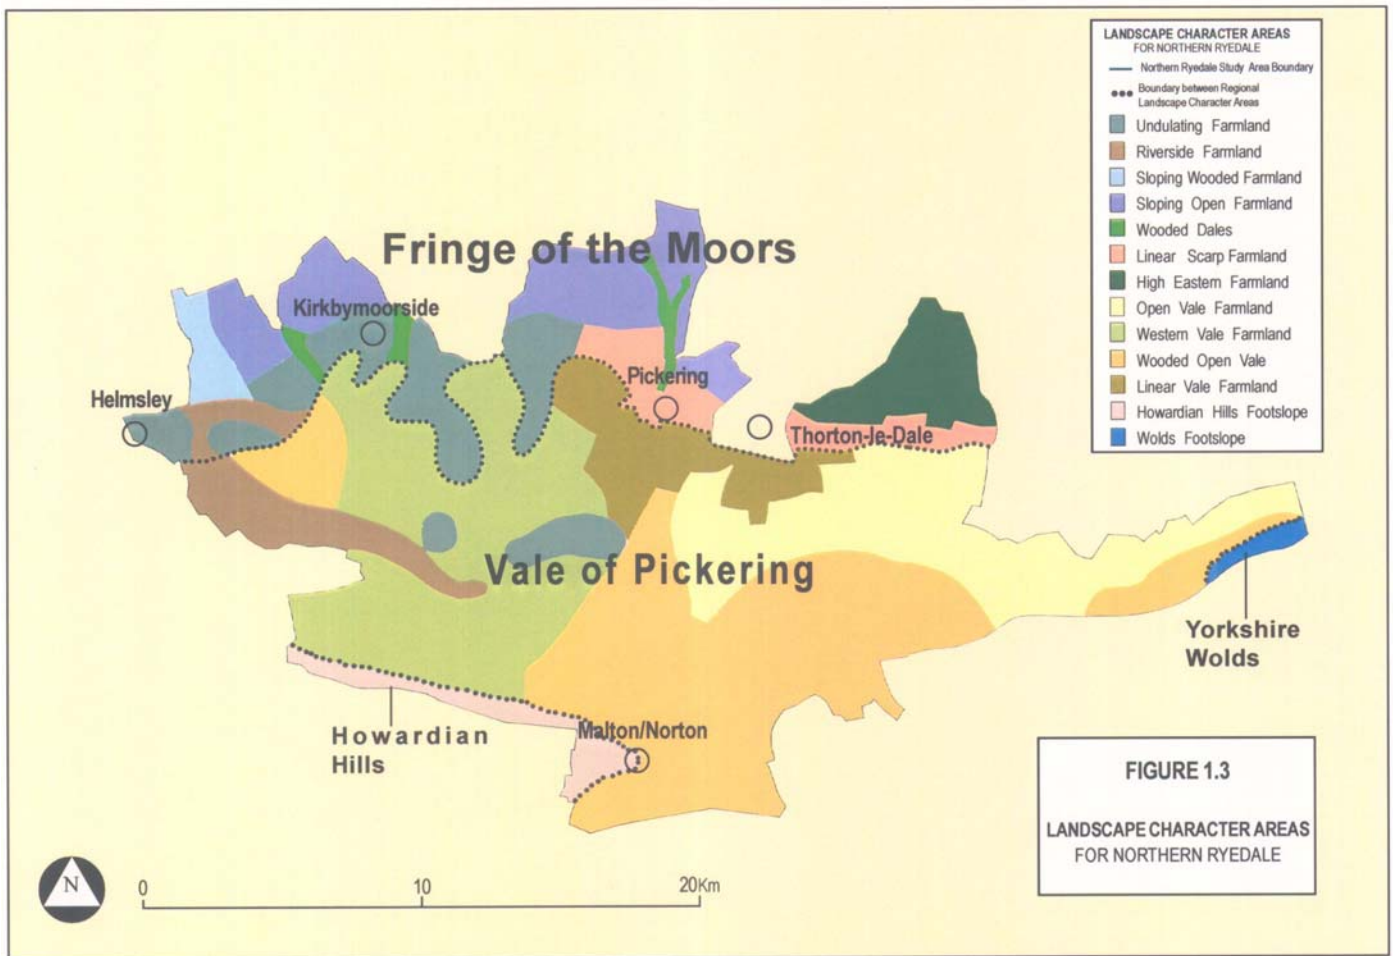 LANDSCAPE CHARACTER AREAS
FOR NORTHERN RYEDALE
Northern Ryedale Study Area Boundary
Boundary between Regional
Landscape Character Areas
Undulating Farmland
Riverside Farmland
Sloping Wooded Farmland
Sloping Open Farmland
Wooded Dales
Linear Scarp Farmland
High Eastern Farmland
Open Vale Farmland
Western Vale Farmland
Wooded Open Vale
Linear Vale Farmland
Howardian Hills Footslope
Wolds Footslope
Fringe of the Moors
Kirkbymoorside
Pickering
Helmsley
Thorton-le-Dale
Vale of Pickering
Yorkshire
Wolds
Howardian
Hills
Malton/Norton
FIGURE 1.3
LANDSCAPE CHARACTER AREAS
FOR NORTHERN RYEDALE
N
0
10
20Km